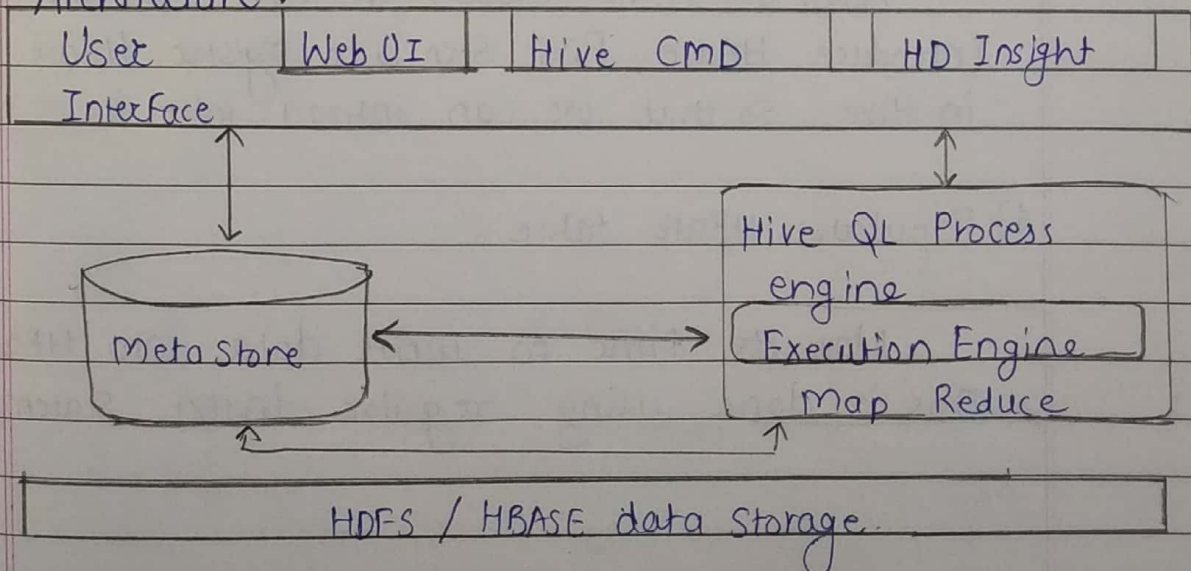 Architecture
User Web UI Hive CMD HD Insight
Interface
Hive QL Process
engine
Meta Store Execution Engine
Map Reduce
HDFS / HBASE data Storage.